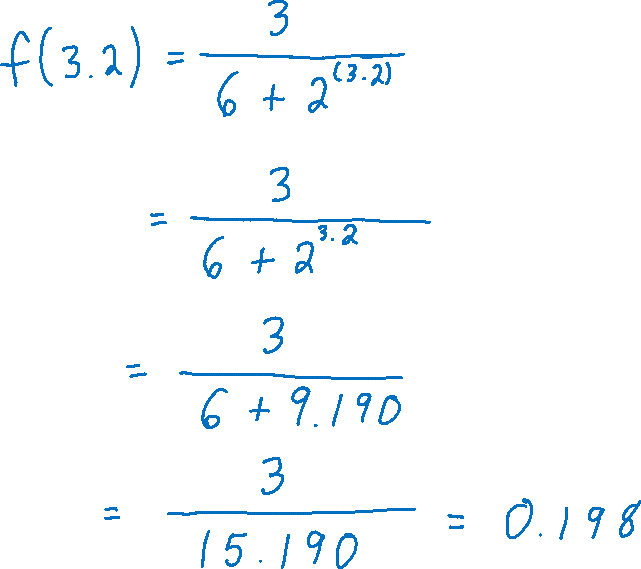 f(3.2) = 3 / (6 + 2^(3.2))
= 3 / (6 + 2^3.2)
= 3 / (6 + 9.190)
= 3 / 15.190 = 0.198